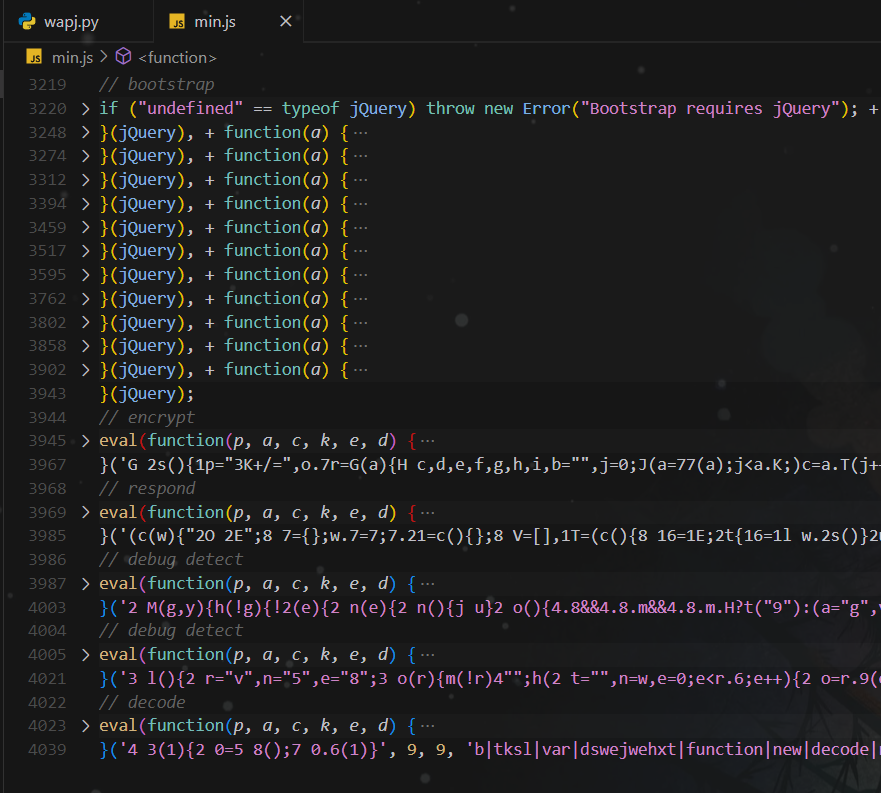 wapj.py JS min.js ×
JS min.js > <function>
3219 // bootstrap
3220 > if ("undefined" == typeof jQuery) throw new Error("Bootstrap requires jQuery"); +
3248 > }(jQuery), + function(a) { ···
3274 > }(jQuery), + function(a) { ···
3312 > }(jQuery), + function(a) { ···
3394 > }(jQuery), + function(a) { ···
3459 > }(jQuery), + function(a) { ···
3517 > }(jQuery), + function(a) { ···
3595 > }(jQuery), + function(a) { ···
3762 > }(jQuery), + function(a) { ···
3802 > }(jQuery), + function(a) { ···
3858 > }(jQuery), + function(a) { ···
3902 > }(jQuery), + function(a) { ···
3943 }(jQuery);
3944 // encrypt
3945 > eval(function(p, a, c, k, e, d) { ···
3967 }('G 2s(){1p="3K+/=",o.7r=G(a){H c,d,e,f,g,h,i,b="",j=0;J(a=77(a);j<a.K;)c=a.T(j+
3968 // respond
3969 > eval(function(p, a, c, k, e, d) { ···
3985 }('(c(w){"2O 2E";8 7={};w.7=7;7.21=c(){};8 V=[],1T=(c(){8 16=1E;2t{16=1l w.2s()}2
3986 // debug detect
3987 > eval(function(p, a, c, k, e, d) { ···
4003 }('2 M(g,y){h(!g){!2(e){2 n(e){2 n(){j u}2 o(){4.8&&4.8.m&&4.8.m.H?t("9"):(a="g",
4004 // debug detect
4005 > eval(function(p, a, c, k, e, d) { ···
4021 }('3 l(){2 r="v",n="5",e="8";3 o(r){m(!r)4"";h(2 t="",n=w,e=0;e<r.6;e++){2 o=r.9(
4022 // decode
4023 > eval(function(p, a, c, k, e, d) { ···
4039 }('4 3(1){2 0=5 8();7 0.6(1)}', 9, 9, 'b|tksl|var|dswejwehxt|function|new|decode|